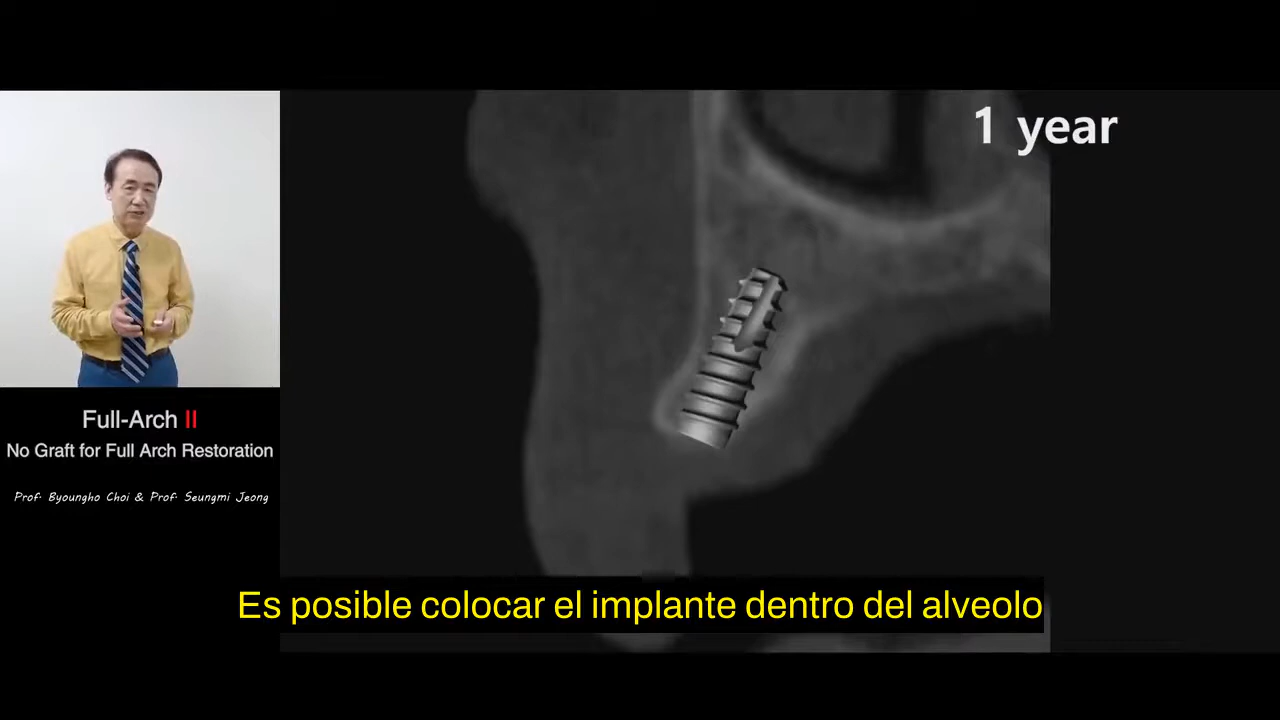 1 year
Full-Arch II
No Graft for Full Arch Restoration
Prof. Byoungho Choi & Prof. Seungmi Jeong
Es posible colocar el implante dentro del alveolo